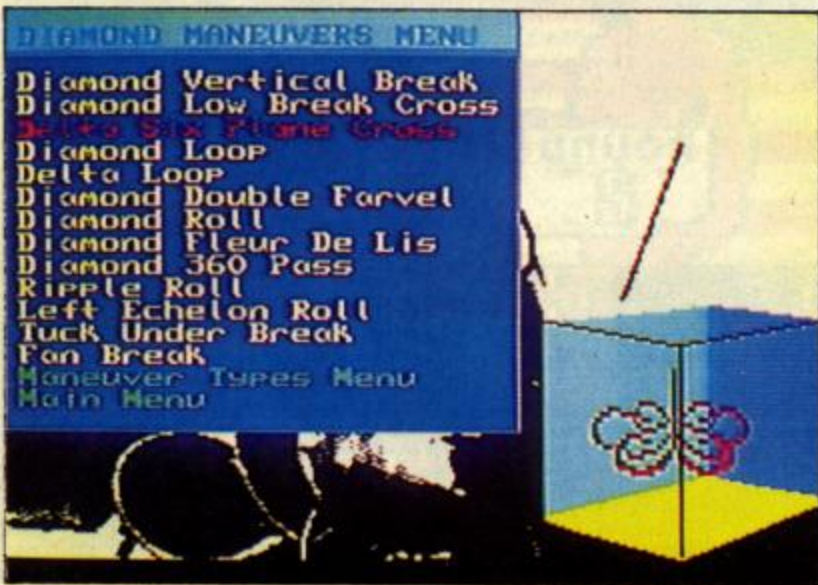 DIAMOND MANEUVERS MENU
Diamond Vertical Break
Diamond Low Break Cross
Delta Six Plane Cross
Diamond Loop
Delta Loop
Diamond Double Farvel
Diamond Roll
Diamond Fleur De Lis
Diamond 360 Pass
Ripple Roll
Left Echelon Roll
Tuck Under Break
Fan Break
Maneuver Types Menu
Main Menu